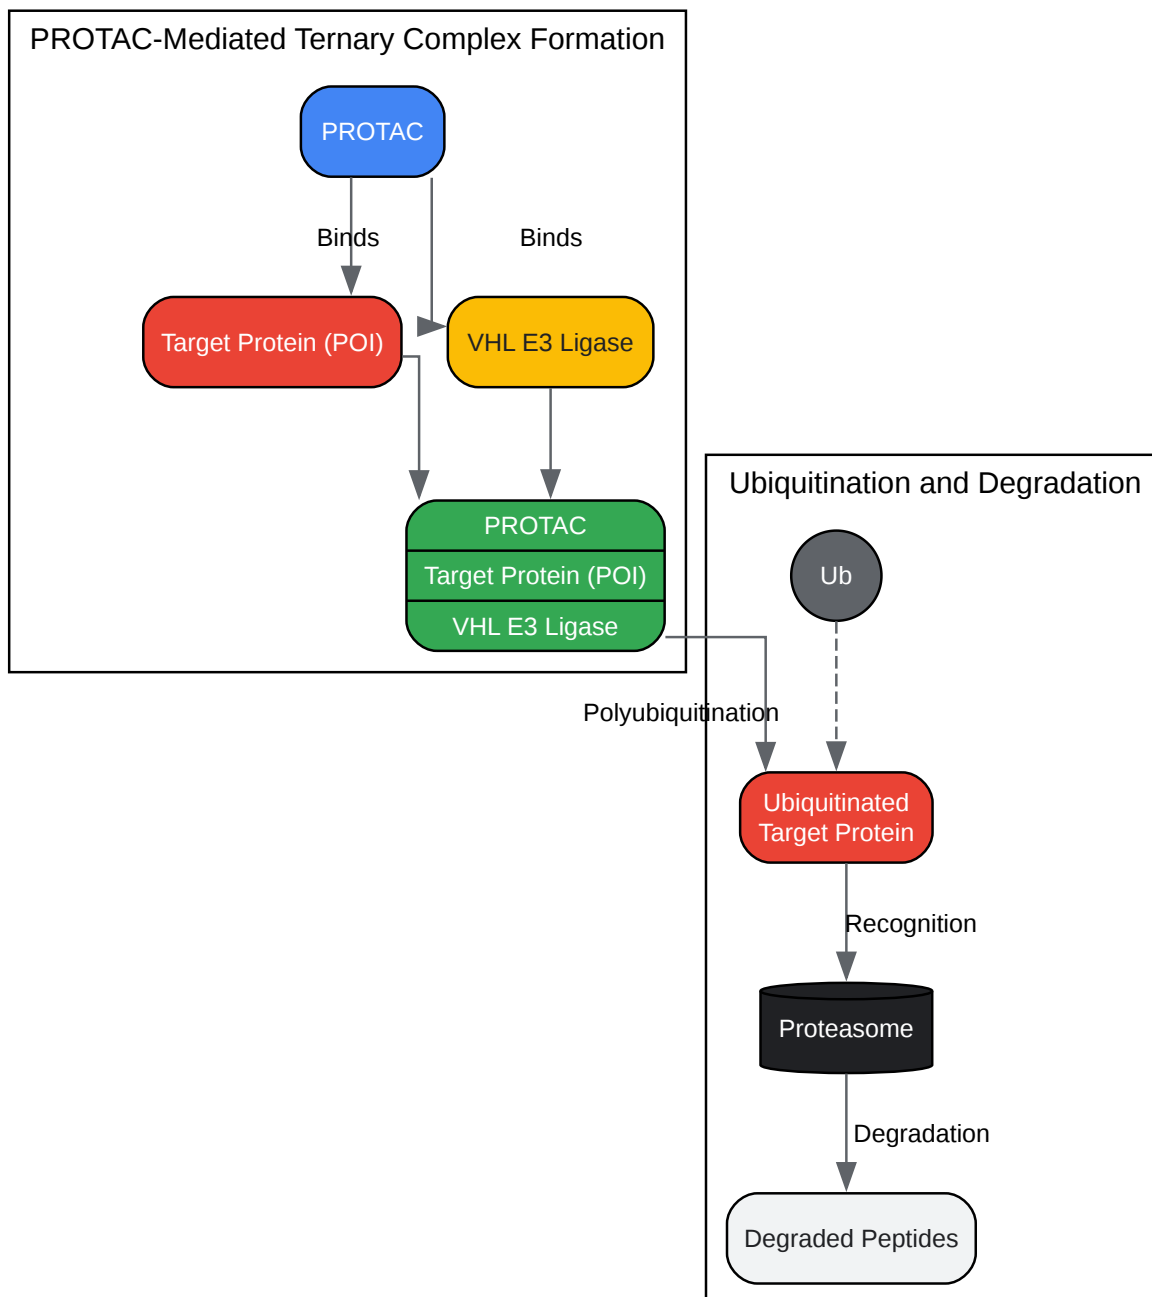 PROTAC-Mediated Ternary Complex Formation
PROTAC
Binds
Binds
Target Protein (POI)
VHL E3 Ligase
PROTAC
Target Protein (POI)
VHL E3 Ligase
Ubiquitination and Degradation
Ub
Polyubiquitination
Ubiquitinated
Target Protein
Recognition
Proteasome
Degradation
Degraded Peptides